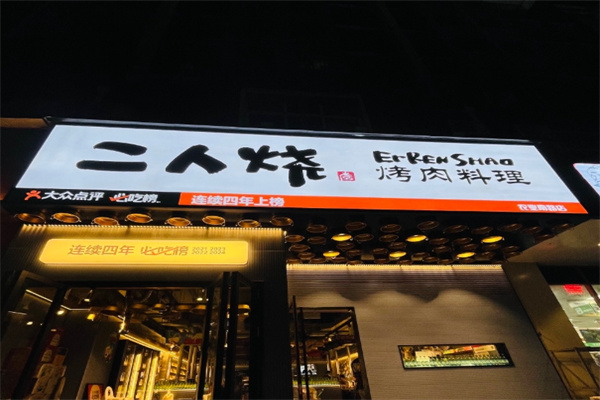 二人烧
ErRenShao
烤肉料理
大众点评 必吃榜 连续四年上榜
连续四年 必吃榜